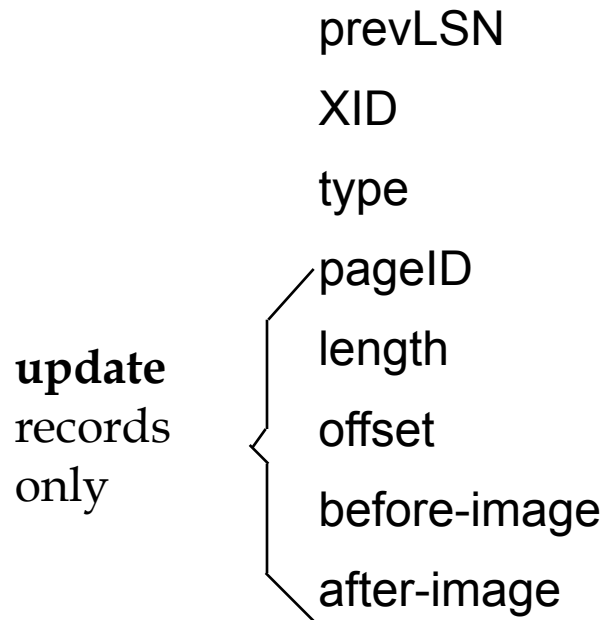 prevLSN
XID
type
pageID
length
offset
before-image
after-image
update
records
only